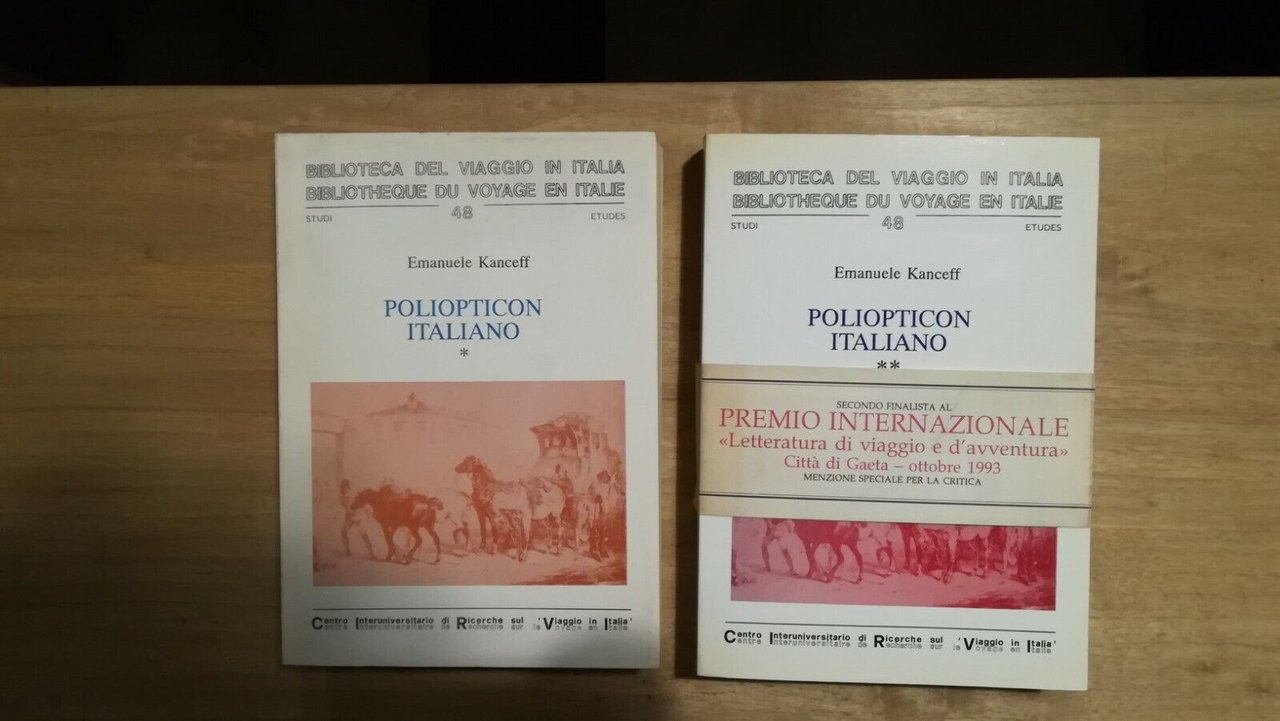 BIBLIOTECA DEL VIAGGIO IN ITALIA
BIBLIOTHEQUE DU VOYAGE EN ITALIE
48
STUDI ETUDES
Emanuele Kanceff
POLIOPTICON
ITALIANO
*
Centro Interuniversitario di Ricerche sul 'Viaggio in Italia'
Centre Interuniversitaire de Recherche sur le Voyage en Italie
BIBLIOTECA DEL VIAGGIO IN ITALIA
BIBLIOTHEQUE DU VOYAGE EN ITALIE
48
STUDI ETUDES
Emanuele Kanceff
POLIOPTICON
ITALIANO
**
SECONDO FINALISTA AL
PREMIO INTERNAZIONALE
«Letteratura di viaggio e d'avventura»
Città di Gaeta – ottobre 1993
MENZIONE SPECIALE PER LA CRITICA
Centro Interuniversitario di Ricerche sul 'Viaggio in Italia'
Centre Interuniversitaire de Recherche sur le Voyage en Italie